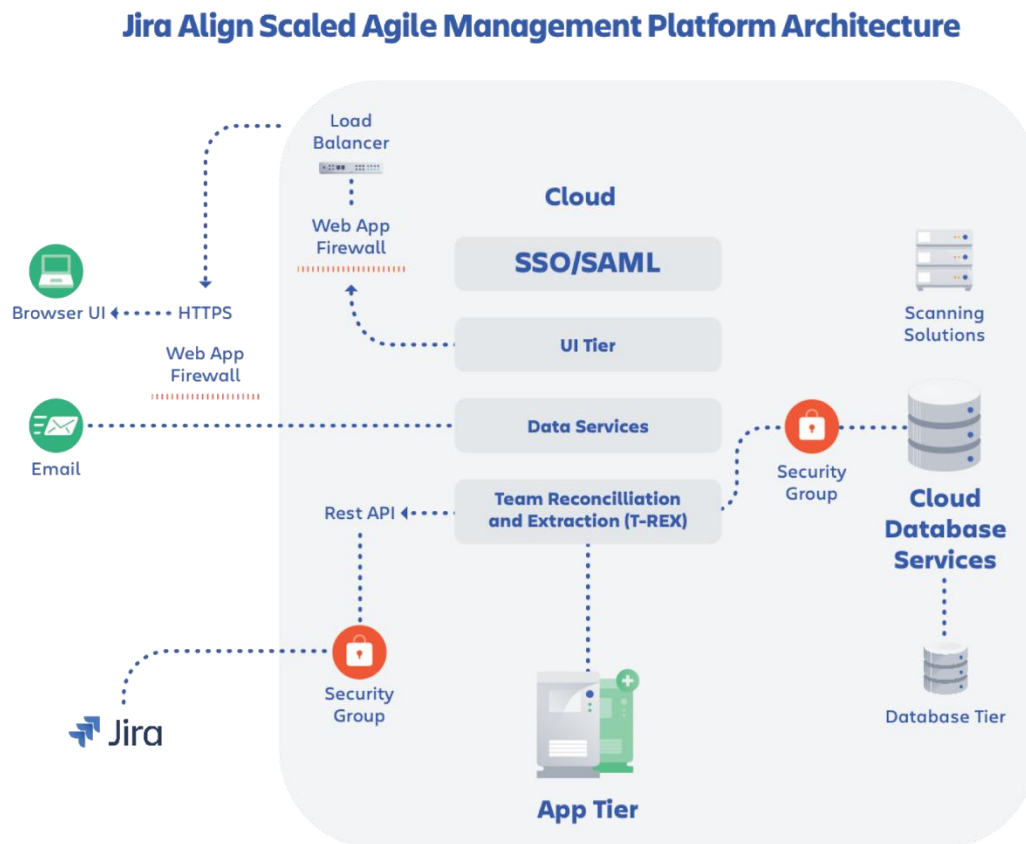 Jira Align Scaled Agile Management Platform Architecture
Load
Balancer
Cloud
Web App
Firewall
SSO/SAML
Browser UI
HTTPS
Scanning
Solutions
UI Tier
Web App
Firewall
Data Services
Email
Security
Group
Team Reconcilliation
and Extraction (T-REX)
Rest API
Cloud
Database
Services
Security
Group
Jira
Database Tier
App Tier